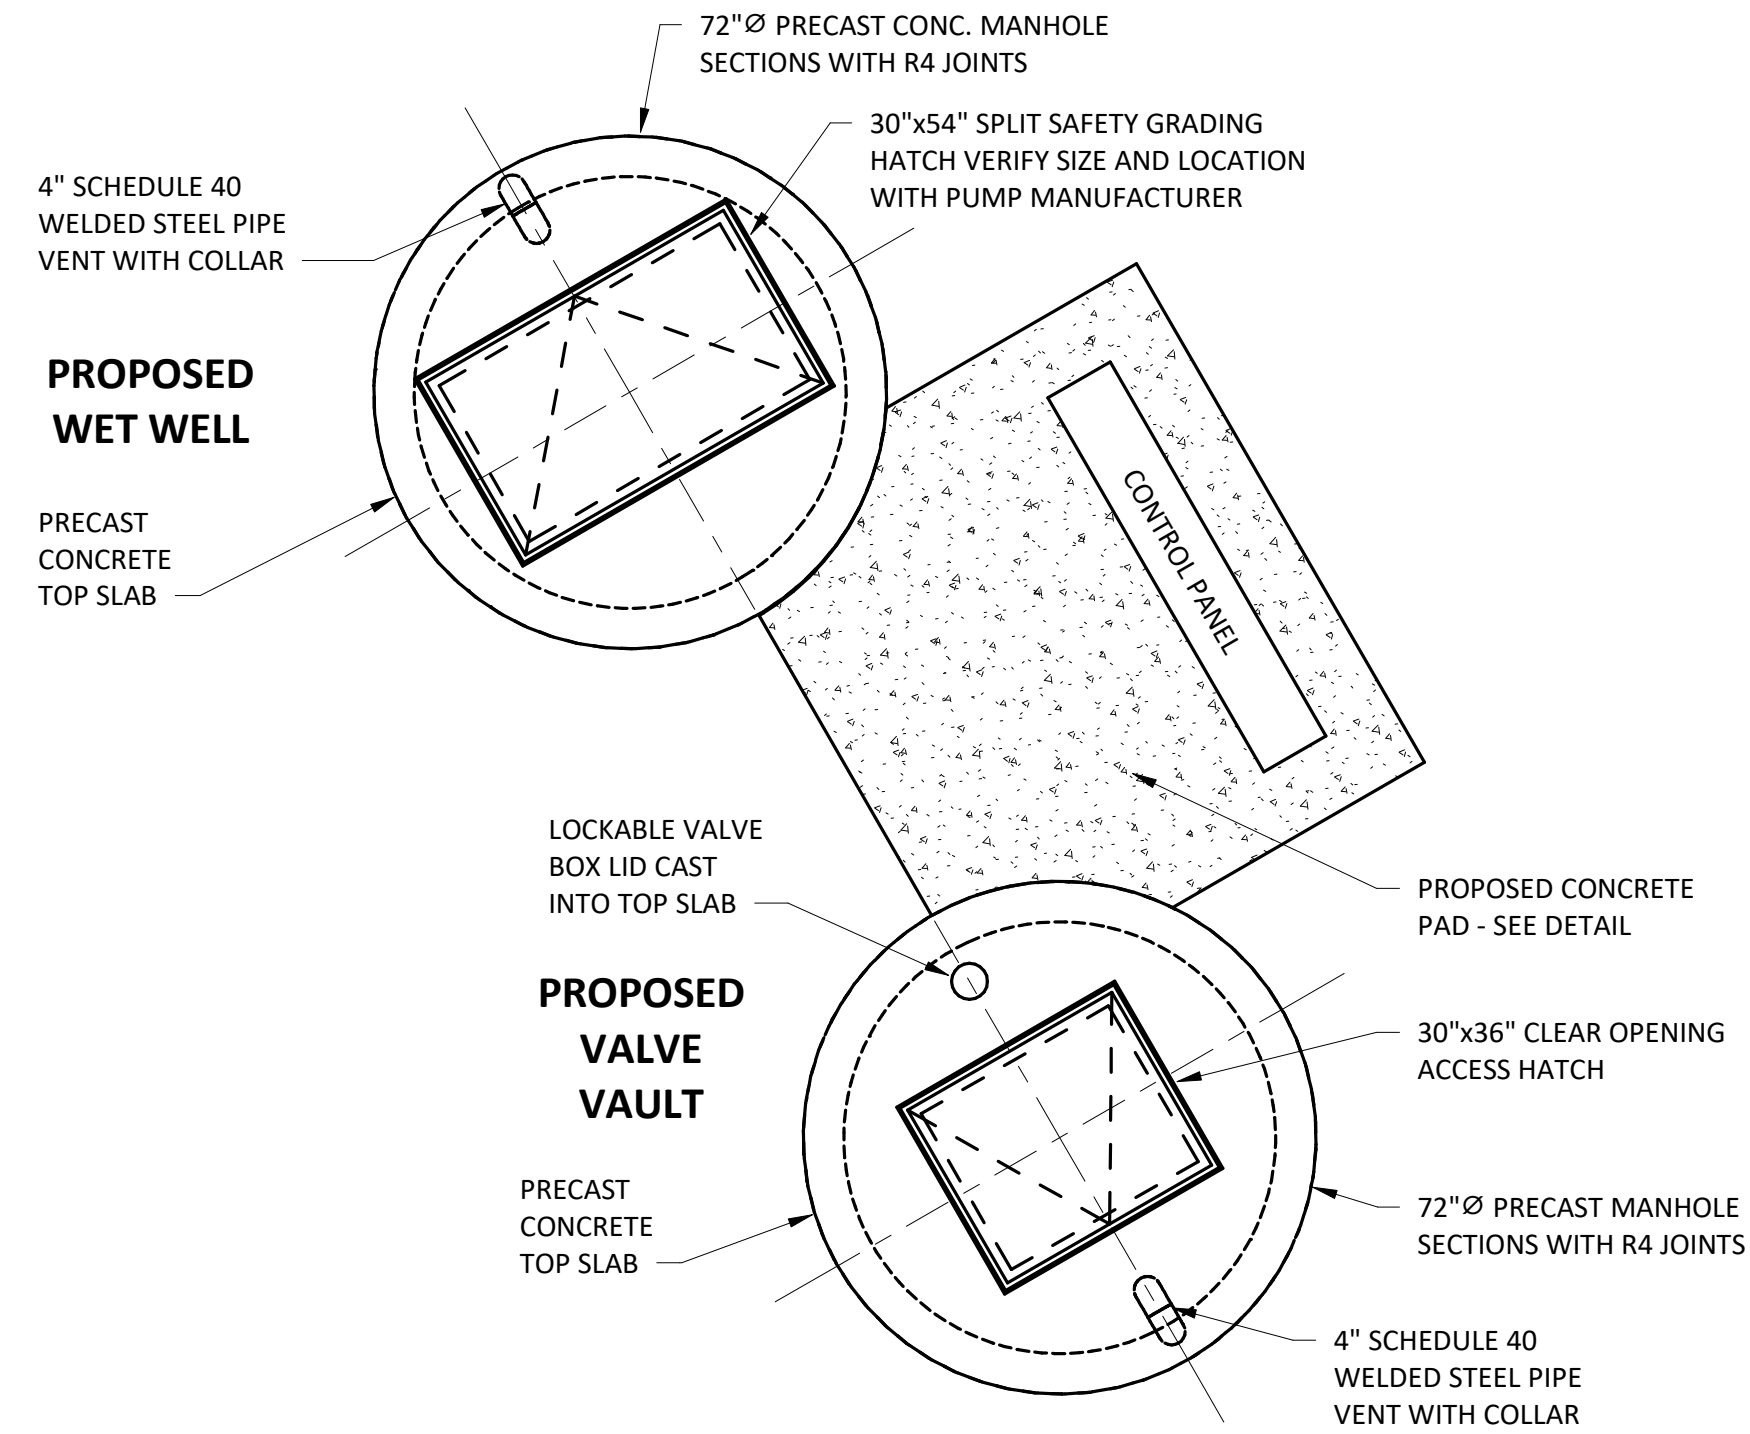 72"Ø PRECAST CONC. MANHOLE
SECTIONS WITH R4 JOINTS
30"x54" SPLIT SAFETY GRADING
HATCH VERIFY SIZE AND LOCATION
WITH PUMP MANUFACTURER
4" SCHEDULE 40
WELDED STEEL PIPE
VENT WITH COLLAR
PROPOSED
WET WELL
PRECAST
CONCRETE
TOP SLAB
CONTROL PANEL
LOCKABLE VALVE
BOX LID CAST
INTO TOP SLAB
PROPOSED CONCRETE
PAD - SEE DETAIL
PROPOSED
VALVE
VAULT
30"x36" CLEAR OPENING
ACCESS HATCH
PRECAST
CONCRETE
TOP SLAB
72"Ø PRECAST MANHOLE
SECTIONS WITH R4 JOINTS
4" SCHEDULE 40
WELDED STEEL PIPE
VENT WITH COLLAR